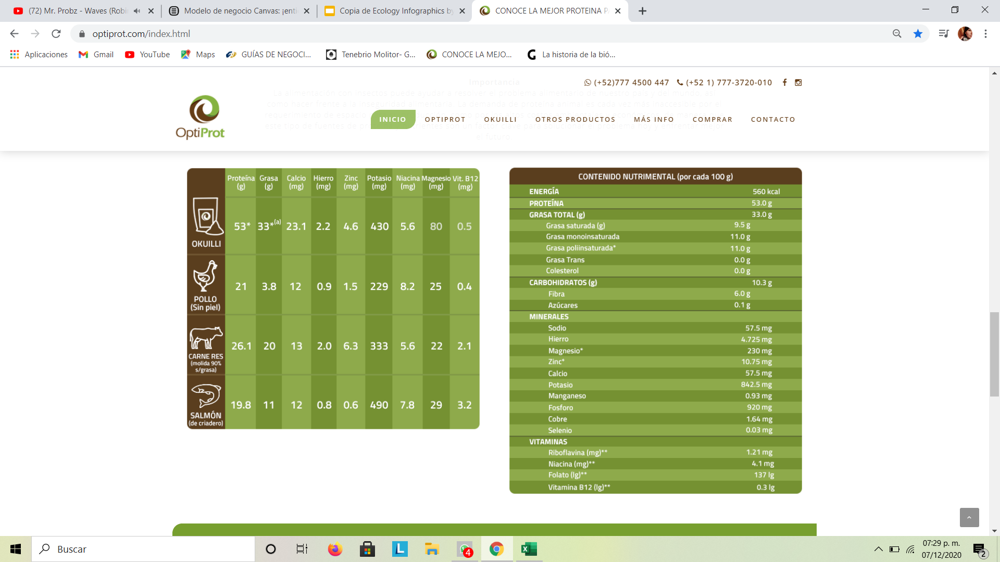 (72) Mr. Probz - Waves (Robi
Modelo de negocio Canvas: ¡enti
Copia de Ecology Infographics by
CONOCE LA MEJOR PROTEINA PA
optiprot.com/index.html
Aplicaciones
Gmail
YouTube
Maps
GUÍAS DE NEGOCI...
Tenebrio Molitor- G...
CONOCE LA MEJO...
La historia de la bió...
Importancia
(+52)777 4500 447
(+52 1) 777-3720-010
La alimentación con insectos puede ayudar a resolver el problema alimentario de nuestro país y del mundo, así
como hacer frente a la inseguridad alimentaria. La demanda de proteína animal es cada vez más inaccesible por el
OptiProt
INICIO
OPTIPROT
OKUILLI
OTROS PRODUCTOS
MÁS INFO
COMPRAR
CONTACTO
el futuro.
Proteína (g) Grasa (g) Calcio (mg) Hierro (mg) Zinc (mg) Potasio (mg) Niacina (mg) Magnesio (mg) Vit. B12 (mg)
OKUILLI 53* 33*(a) 23.1 2.2 4.6 430 5.6 80 0.5
POLLO (Sin piel) 21 3.8 12 0.9 1.5 229 8.2 25 0.4
CARNE RES (molida 90% s/grasa) 26.1 20 13 2.0 6.3 333 5.6 22 2.1
SALMÓN (de criadero) 19.8 11 12 0.8 0.6 490 7.8 29 3.2
CONTENIDO NUTRIMENTAL (por cada 100 g)
ENERGÍA 560 kcal
PROTEÍNA 53.0 g
GRASA TOTAL (g) 33.0 g
Grasa saturada (g) 9.5 g
Grasa monoinsaturada 11.0 g
Grasa poliinsaturada* 11.0 g
Grasa Trans 0.0 g
Colesterol 0.0 g
CARBOHIDRATOS (g) 10.3 g
Fibra 6.0 g
Azúcares 0.1 g
MINERALES
Sodio 57.5 mg
Hierro 4.725 mg
Magnesio* 230 mg
Zinc* 10.75 mg
Calcio 57.5 mg
Potasio 842.5 mg
Manganeso 0.93 mg
Fosforo 920 mg
Cobre 1.64 mg
Selenio 0.03 mg
VITAMINAS
Riboflavina (mg)** 1.21 mg
Niacina (mg)** 4.1 mg
Folato (lg)** 137 lg
Vitamina B12 (lg)** 0.3 lg
Buscar
4
07:29 p. m.
07/12/2020
2